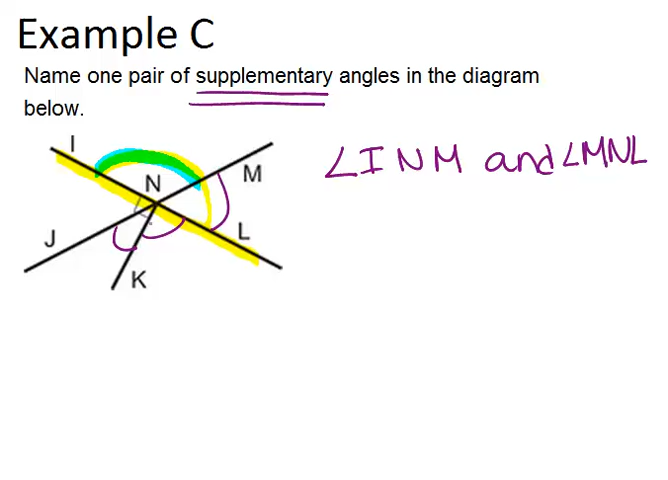 Example C
Name one pair of supplementary angles in the diagram
below.
∠INM and ∠MNL
I
M
N
J
L
K